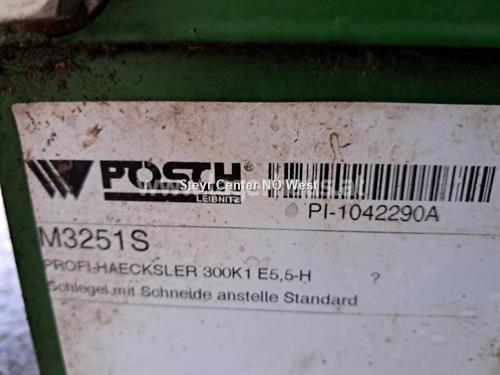 POSCH®
LEIBNITZ
Steyr Center NÖ West
PI-1042290A
M3251S
PROFI-HAECKSLER 300K1 E5,5-H ?
Schlegel mit Schneide anstelle Standard